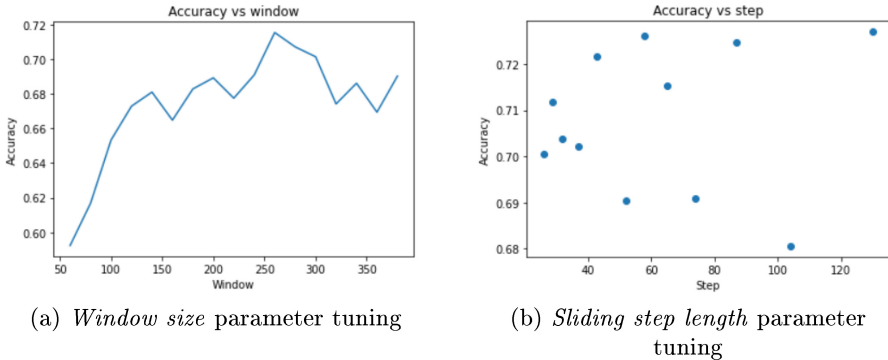 Accuracy vs window
0.72
0.70
0.68
0.66
0.64
0.62
0.60
Accuracy
50 100 150 200 250 300 350
Window
(a) Window size parameter tuning
Accuracy vs step
0.72
0.71
0.70
0.69
0.68
Accuracy
40 60 80 100 120
Step
(b) Sliding step length parameter
tuning